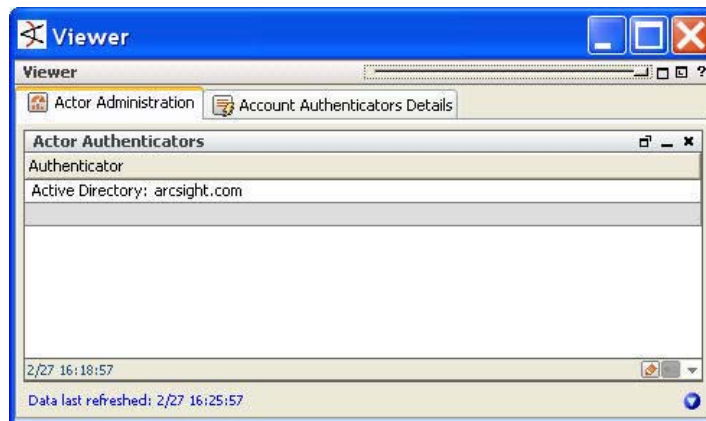 Viewer
Viewer ?
Actor Administration Account Authenticators Details
Actor Authenticators
Authenticator
Active Directory: arcsight.com
2/27 16:18:57
Data last refreshed: 2/27 16:25:57